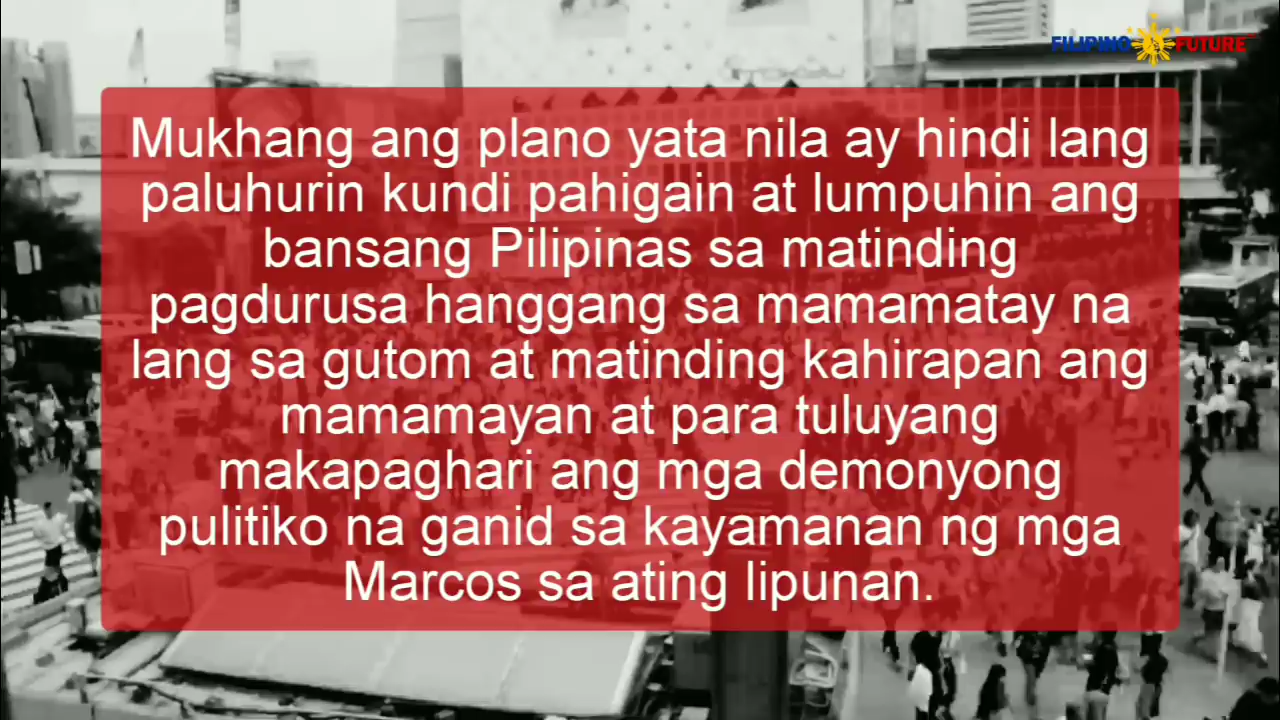 FILIPINO FUTURE
Mukhang ang plano yata nila ay hindi lang
paluhurin kundi pahigain at lumpuhin ang
bansang Pilipinas sa matinding
pagdurusa hanggang sa mamamatay na
lang sa gutom at matinding kahirapan ang
mamamayan at para tuluyang
makapaghari ang mga demonyong
pulitiko na ganid sa kayamanan ng mga
Marcos sa ating lipunan.